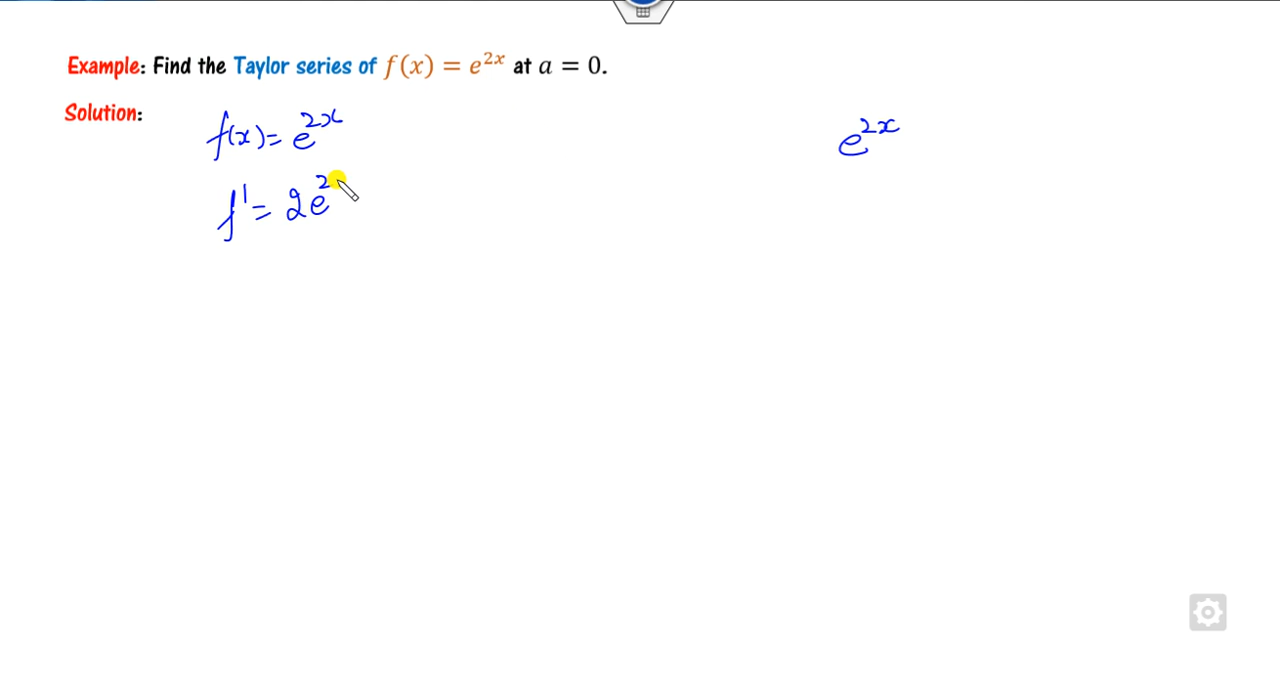 Example: Find the Taylor series of f(x) = e^{2x} at a = 0.
Solution:
f(x) = e^{2x}
e^{2x}
f' = 2e^{2